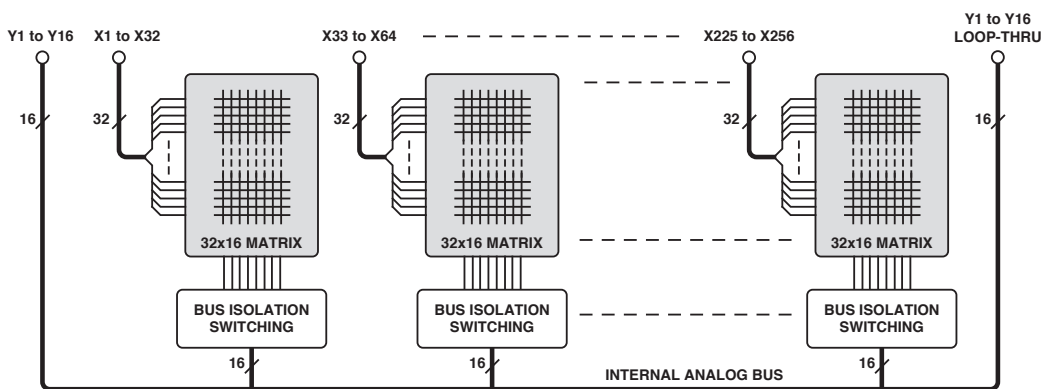 Y1 to Y16
X1 to X32
X33 to X64
X225 to X256
Y1 to Y16
LOOP-THRU
16
32
32
32
16
32x16 MATRIX
32x16 MATRIX
32x16 MATRIX
BUS ISOLATION
SWITCHING
BUS ISOLATION
SWITCHING
BUS ISOLATION
SWITCHING
16
16
16
INTERNAL ANALOG BUS